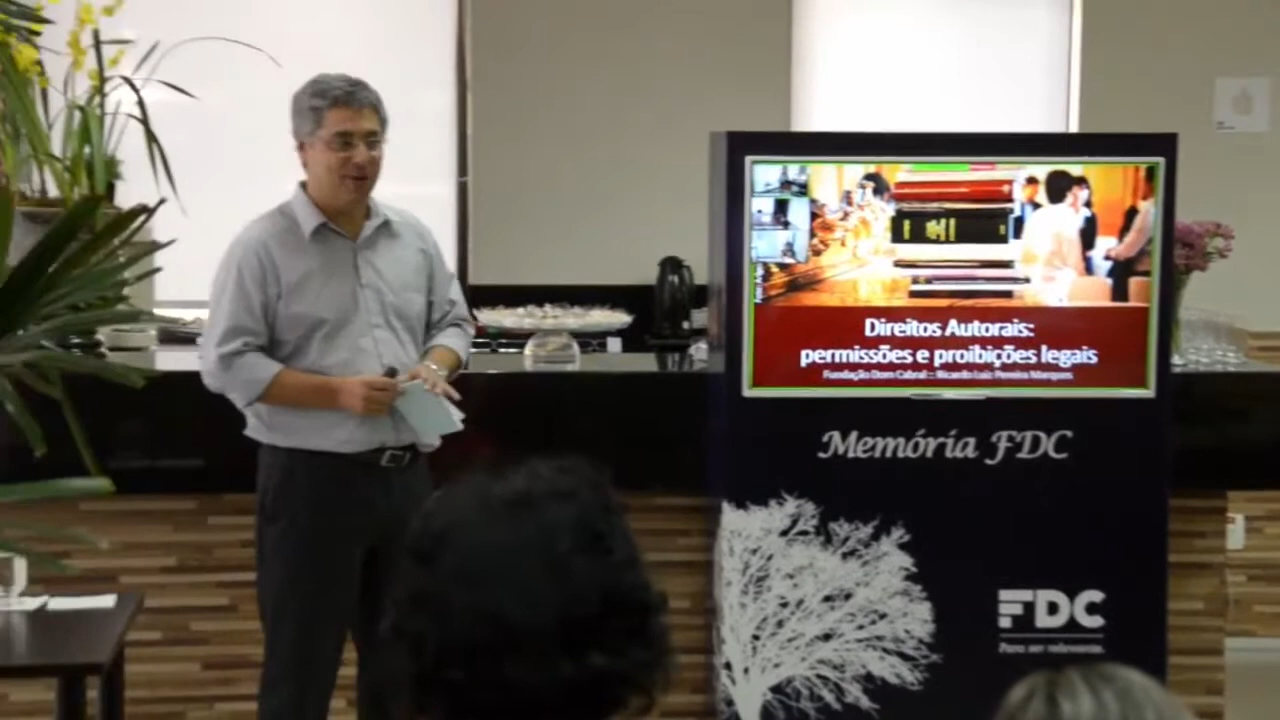 Direitos Autorais:
permissões e proibições legais
Fundação Dom Cabral :: Ricardo Luiz Pereira Marques
Memória FDC
FDC
Para ser relevante.